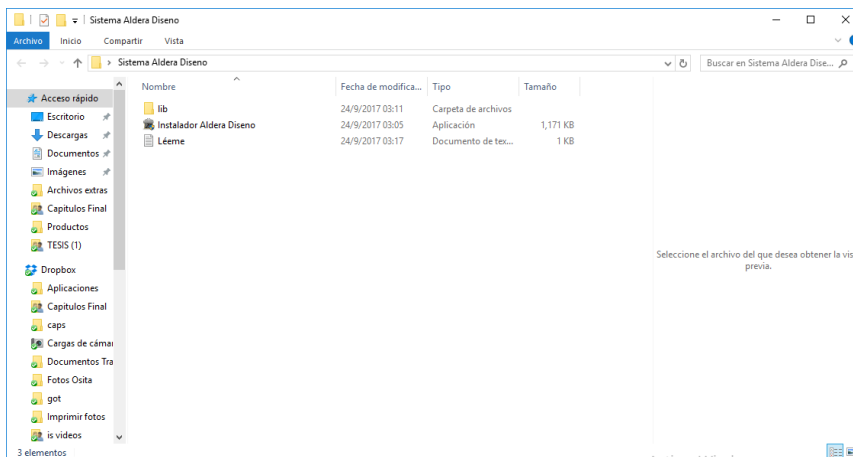 Sistema Aldera Diseno
Archivo Inicio Compartir Vista
Sistema Aldera Diseno Buscar en Sistema Aldera Dise...
Nombre Fecha de modifica... Tipo Tamaño
Acceso rápido
Escritorio
Descargas
Documentos
Imágenes
Archivos extras
Capitulos Final
Productos
TESIS (1)
Dropbox
Aplicaciones
Capitulos Final
caps
Cargas de cámar
Documentos Tra
Fotos Osita
got
Imprimir fotos
is videos
lib 24/9/2017 03:11 Carpeta de archivos
Instalador Aldera Diseno 24/9/2017 03:05 Aplicación 1,171 KB
Léeme 24/9/2017 03:17 Documento de tex... 1 KB
Seleccione el archivo del que desea obtener la vis
previa.
3 elementos